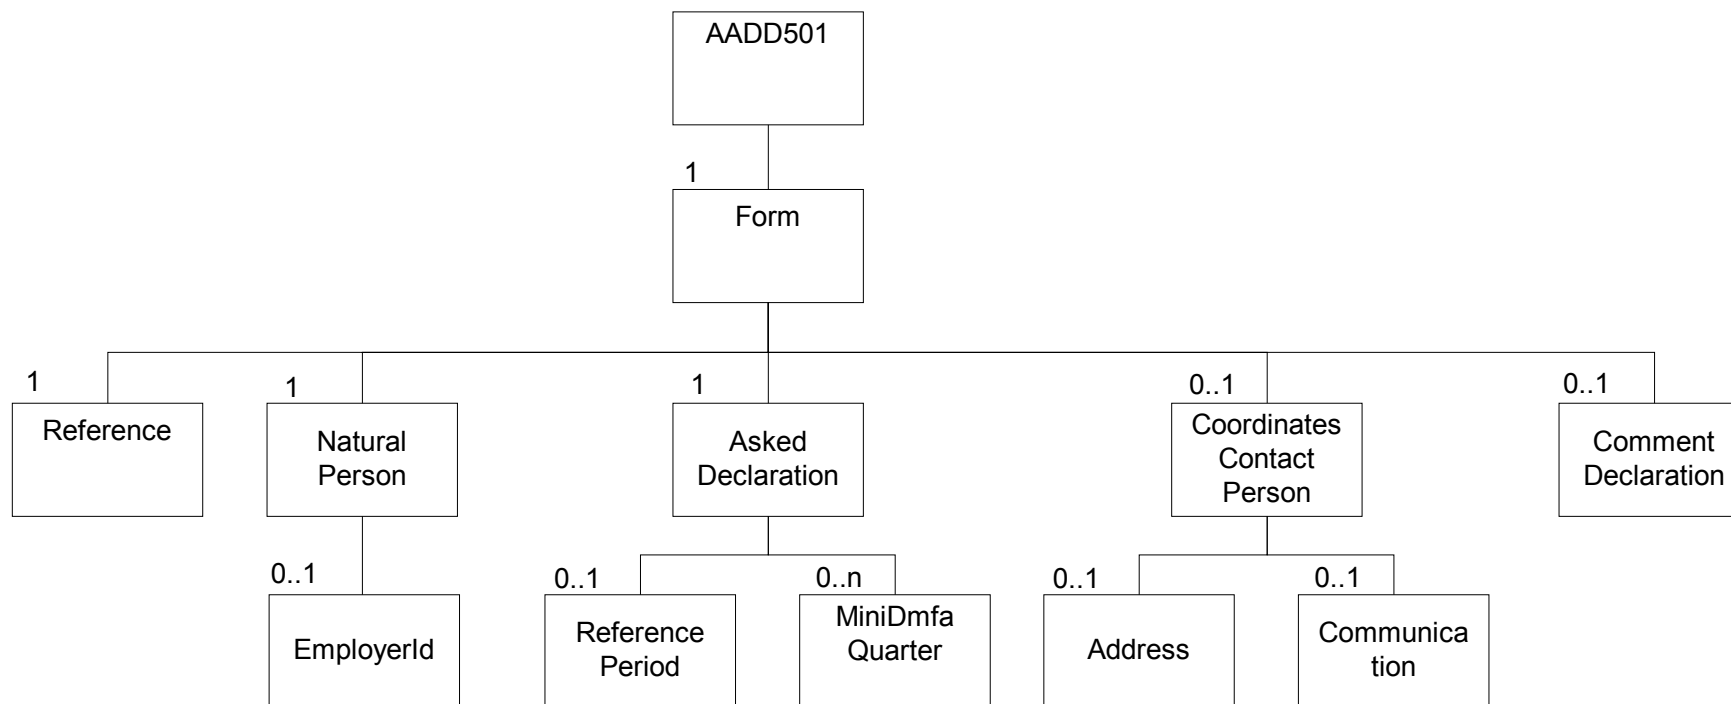 AADD501
1
Form
1
1
1
0..1
0..1
Reference
Natural
Person
Asked
Declaration
Coordinates
Contact
Person
Comment
Declaration
0..1
0..1
0..n
0..1
0..1
EmployerId
Reference
Period
MiniDmfa
Quarter
Address
Communica
tion